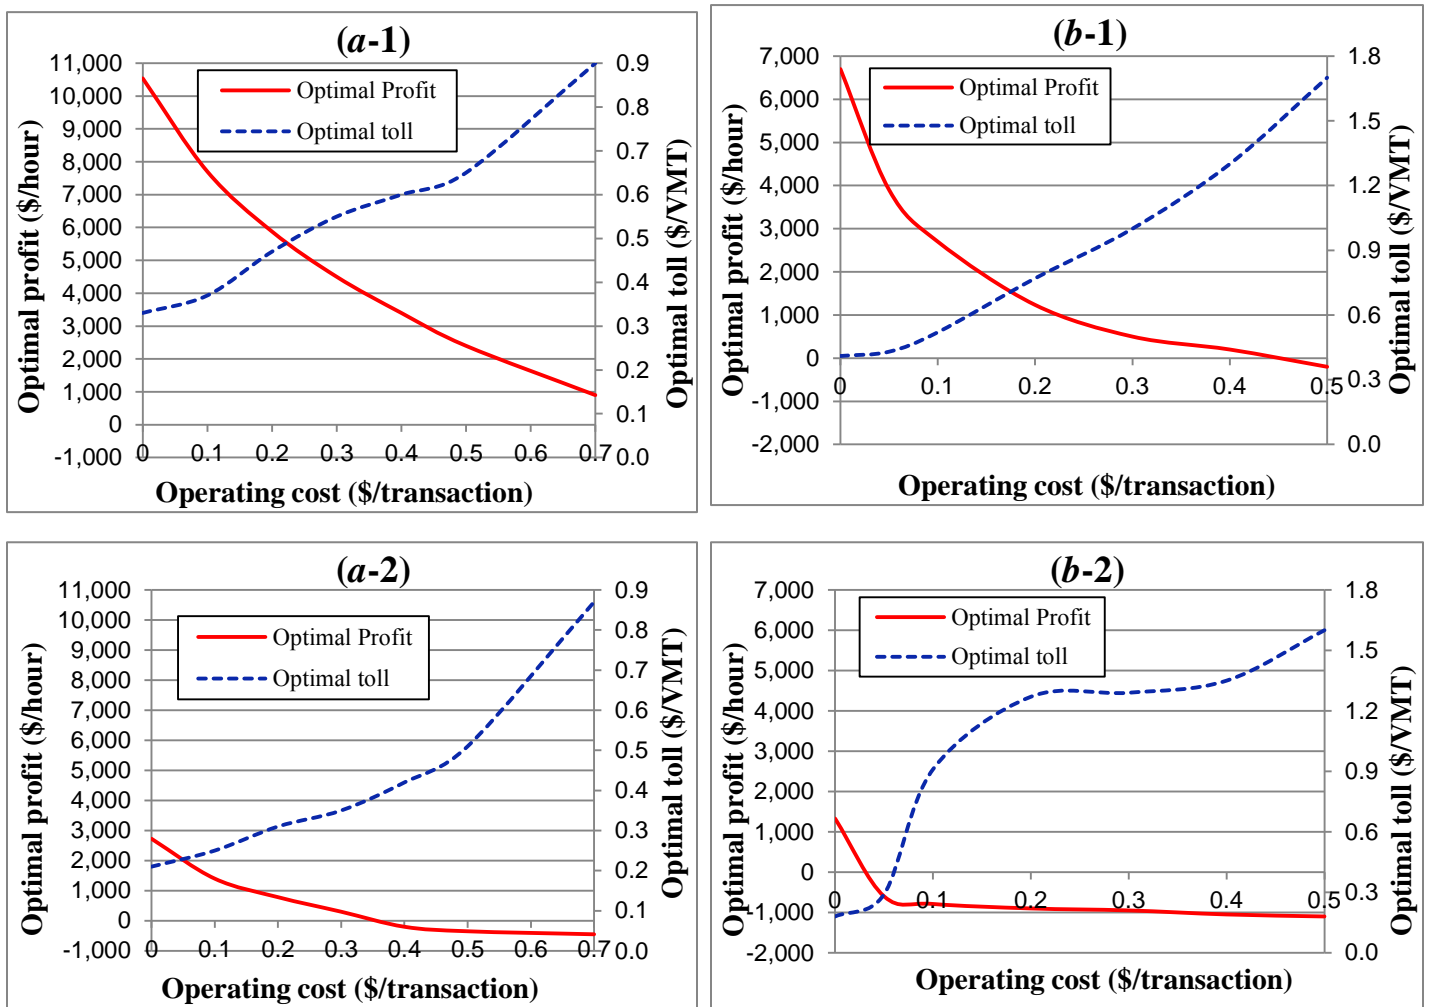 (a-1)
Optimal profit ($/hour)
11,000
10,000
9,000
8,000
7,000
6,000
5,000
4,000
3,000
2,000
1,000
0
-1,000
Optimal Profit
Optimal toll
0.9
0.8
0.7
0.6
0.5
0.4
0.3
0.2
0.1
0.0
Optimal toll ($/VMT)
0 0.1 0.2 0.3 0.4 0.5 0.6 0.7
Operating cost ($/transaction)
(b-1)
Optimal profit ($/hour)
7,000
6,000
5,000
4,000
3,000
2,000
1,000
0
-1,000
-2,000
Optimal Profit
Optimal toll
1.8
1.5
1.2
0.9
0.6
0.3
0.0
Optimal toll ($/VMT)
0 0.1 0.2 0.3 0.4 0.5
Operating cost ($/transaction)
(a-2)
Optimal profit ($/hour)
11,000
10,000
9,000
8,000
7,000
6,000
5,000
4,000
3,000
2,000
1,000
0
-1,000
Optimal Profit
Optimal toll
0.9
0.8
0.7
0.6
0.5
0.4
0.3
0.2
0.1
0.0
Optimal toll ($/VMT)
0 0.1 0.2 0.3 0.4 0.5 0.6 0.7
Operating cost ($/transaction)
(b-2)
Optimal profit ($/hour)
7,000
6,000
5,000
4,000
3,000
2,000
1,000
0
-1,000
-2,000
Optimal Profit
Optimal toll
1.8
1.5
1.2
0.9
0.6
0.3
0.0
Optimal toll ($/VMT)
0 0.1 0.2 0.3 0.4 0.5
Operating cost ($/transaction)